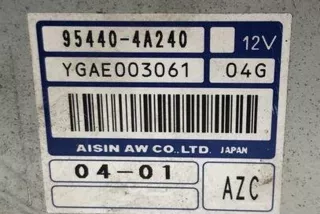 95440-4A240 12V
YGAE003061 04G
AISIN AW CO.,LTD. JAPAN
04-01 AZC